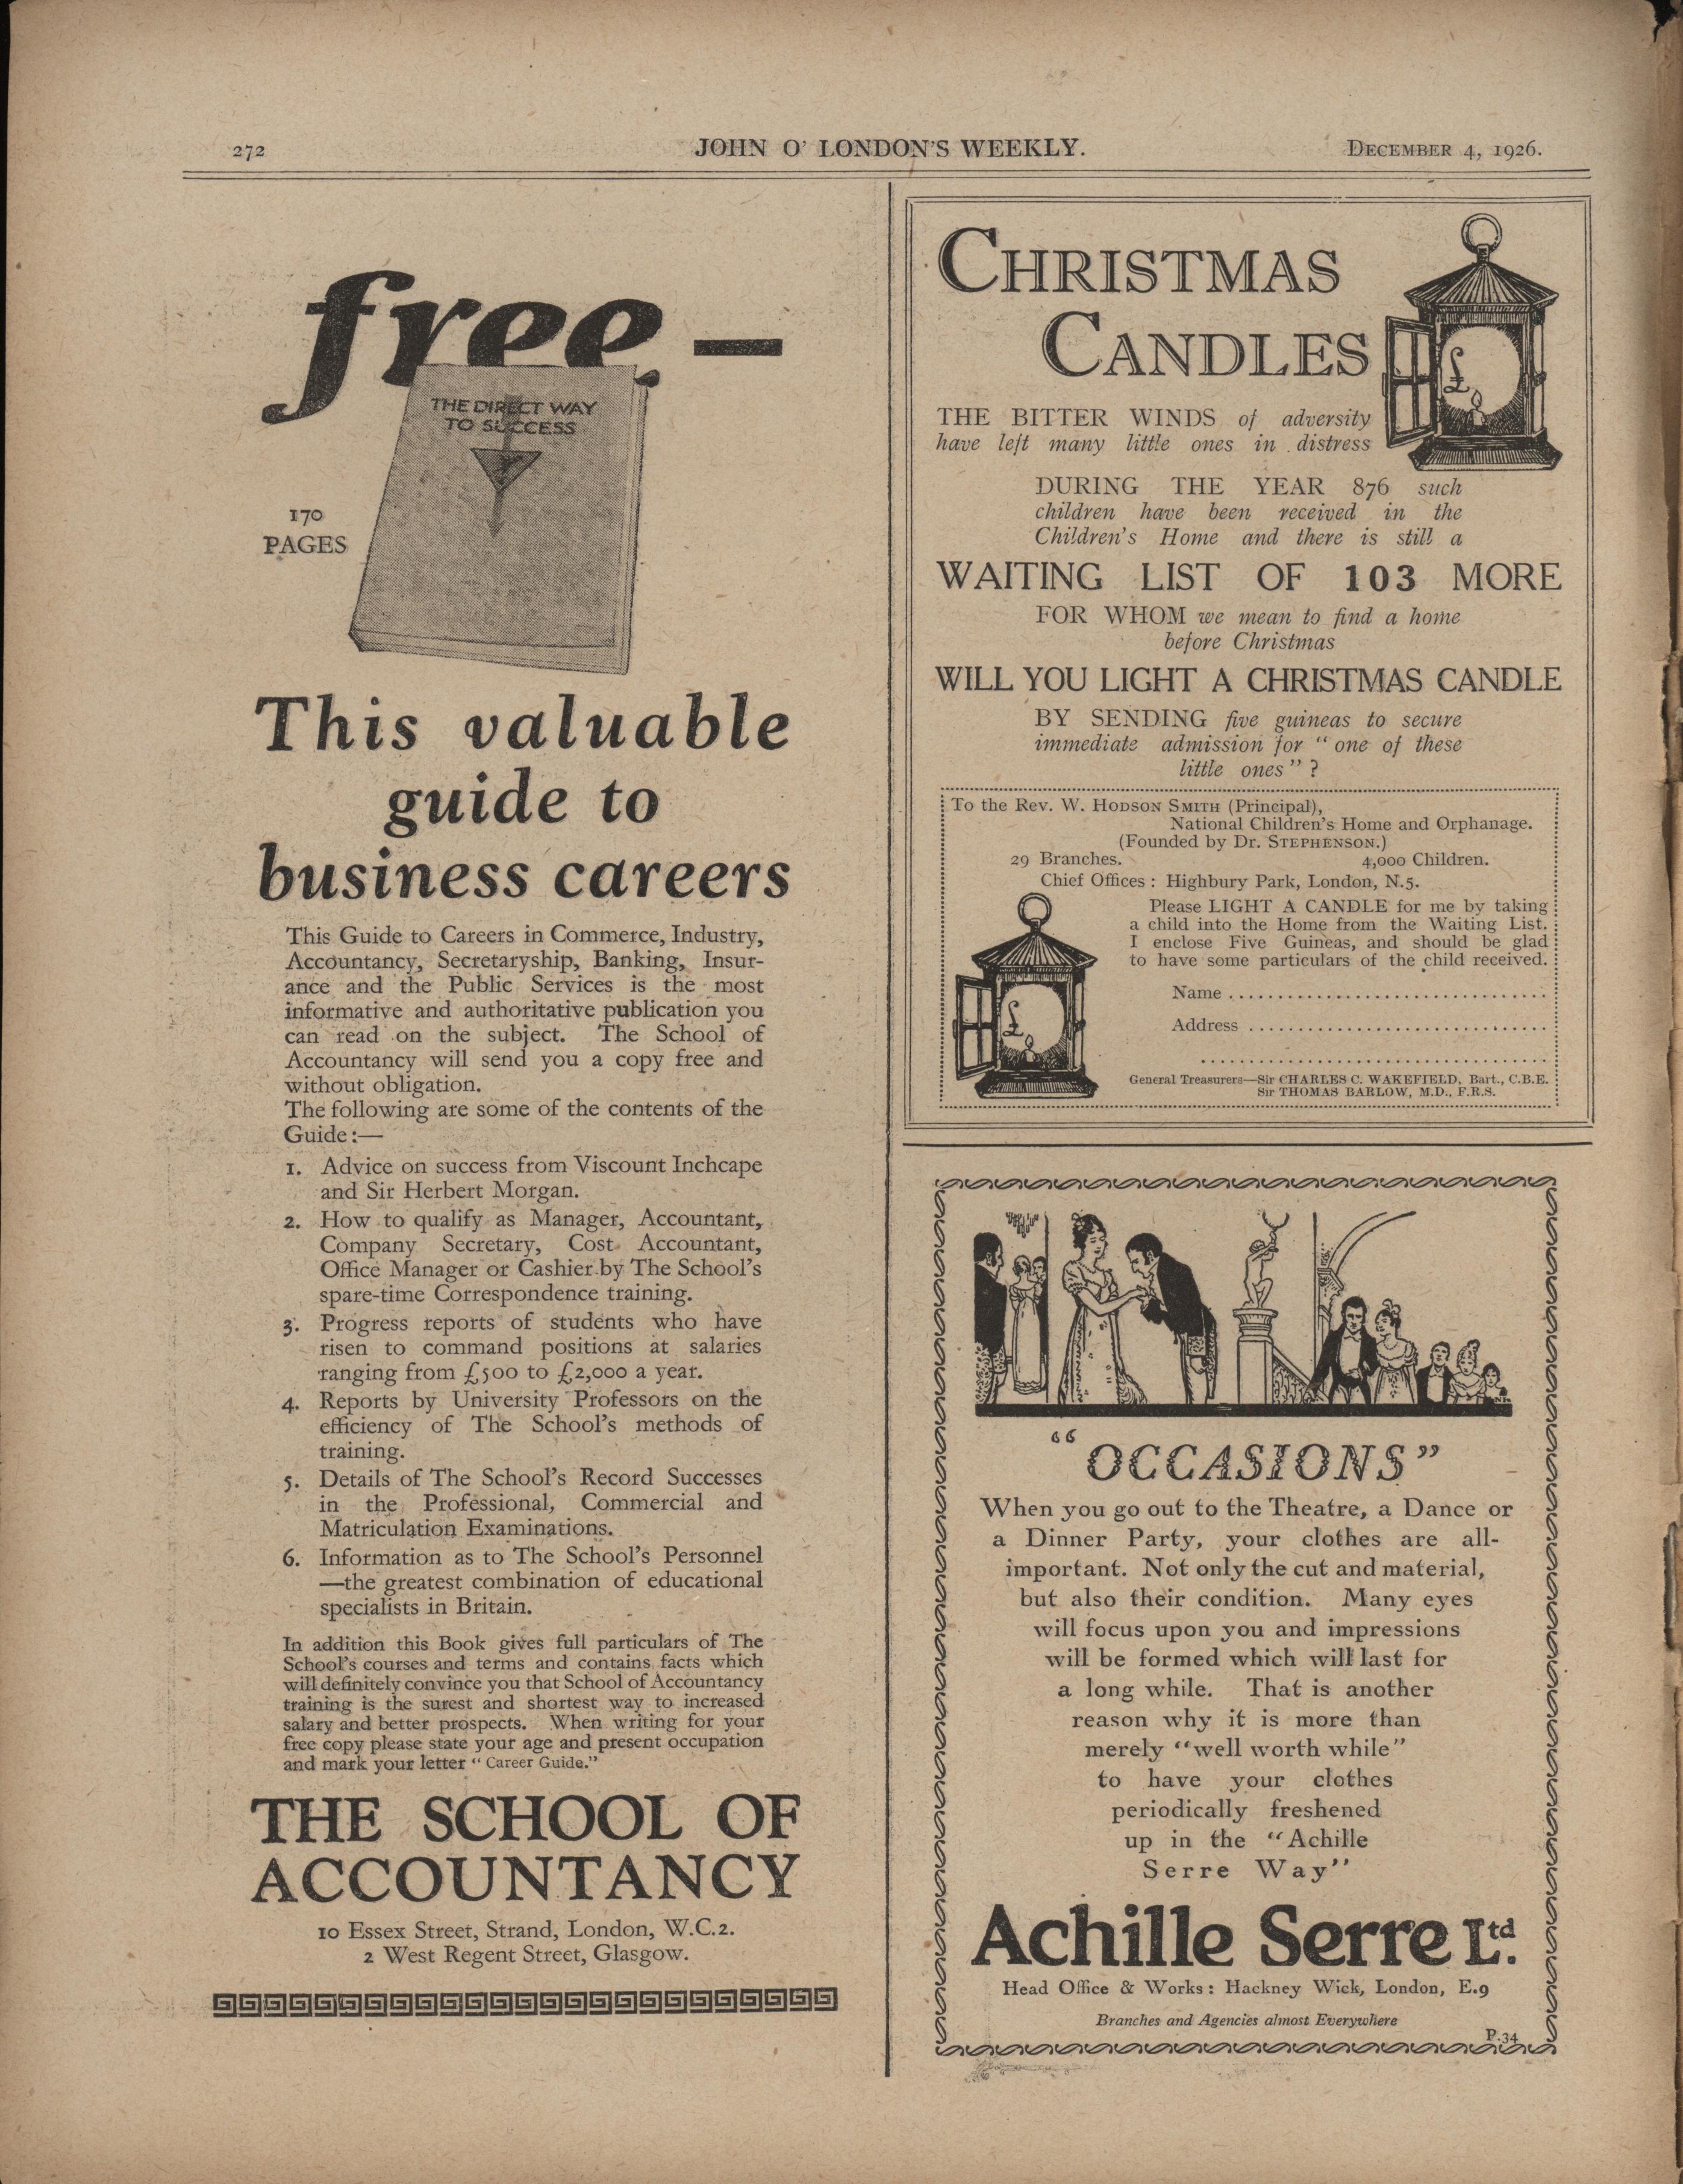 272
JOHN O' LONDON'S WEEKLY.
DECEMBER 4, 1926.
free—
THE DIRECT WAY
TO SUCCESS
170
PAGES
This valuable
guide to
business careers
This Guide to Careers in Commerce, Industry,
Accountancy, Secretaryship, Banking, Insur-
ance and the Public Services is the most
informative and authoritative publication you
can read on the subject. The School of
Accountancy will send you a copy free and
without obligation.
The following are some of the contents of the
Guide:—
1. Advice on success from Viscount Inchcape
and Sir Herbert Morgan.
2. How to qualify as Manager, Accountant,
Company Secretary, Cost Accountant,
Office Manager or Cashier by The School's
spare-time Correspondence training.
3. Progress reports of students who have
risen to command positions at salaries
ranging from £500 to £2,000 a year.
4. Reports by University Professors on the
efficiency of The School's methods of
training.
5. Details of The School's Record Successes
in the Professional, Commercial and
Matriculation Examinations.
6. Information as to The School's Personnel
—the greatest combination of educational
specialists in Britain.
In addition this Book gives full particulars of The
School's courses and terms and contains facts which
will definitely convince you that School of Accountancy
training is the surest and shortest way to increased
salary and better prospects. When writing for your
free copy please state your age and present occupation
and mark your letter "Career Guide."
THE SCHOOL OF
ACCOUNTANCY
10 Essex Street, Strand, London, W.C.2.
2 West Regent Street, Glasgow.
CHRISTMAS
CANDLES
£
THE BITTER WINDS of adversity
have left many little ones in distress
DURING THE YEAR 876 such
children have been received in the
Children's Home and there is still a
WAITING LIST OF 103 MORE
FOR WHOM we mean to find a home
before Christmas
WILL YOU LIGHT A CHRISTMAS CANDLE
BY SENDING five guineas to secure
immediate admission for "one of these
little ones"?
To the Rev. W. HODSON SMITH (Principal),
National Children's Home and Orphanage.
(Founded by Dr. STEPHENSON.)
29 Branches. 4,000 Children.
Chief Offices: Highbury Park, London, N.5.
£
Please LIGHT A CANDLE for me by taking
a child into the Home from the Waiting List.
I enclose Five Guineas, and should be glad
to have some particulars of the child received.
Name
Address
General Treasurers—Sir CHARLES C. WAKEFIELD, Bart., C.B.E.
Sir THOMAS BARLOW, M.D., F.R.S.
"OCCASIONS"
When you go out to the Theatre, a Dance or
a Dinner Party, your clothes are all-
important. Not only the cut and material,
but also their condition. Many eyes
will focus upon you and impressions
will be formed which will last for
a long while. That is another
reason why it is more than
merely "well worth while"
to have your clothes
periodically freshened
up in the "Achille
Serre Way"
Achille Serre Ltd.
Head Office & Works: Hackney Wick, London, E.9
Branches and Agencies almost Everywhere
P.34